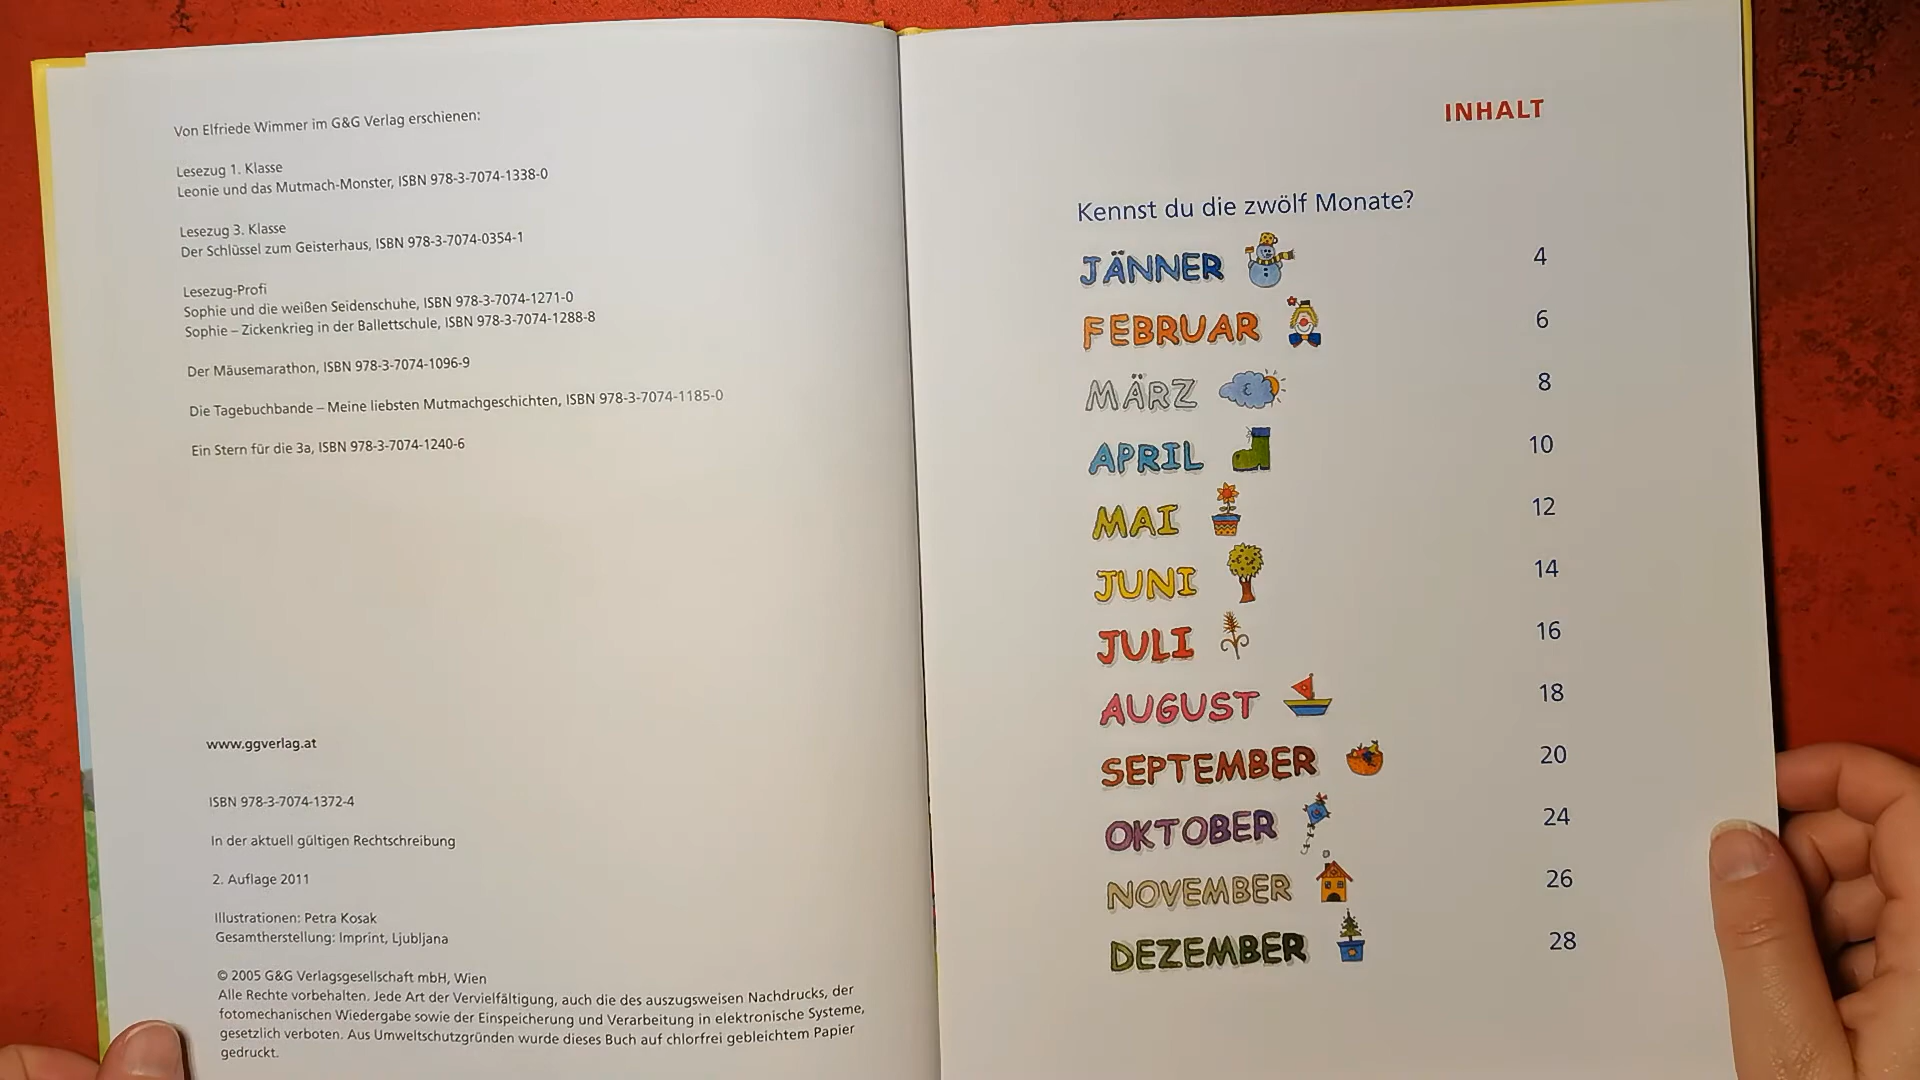 Von Elfriede Wimmer im G&G Verlag erschienen:
Lesezug 1. Klasse
Leonie und das Mutmach-Monster, ISBN 978-3-7074-1338-0
Lesezug 3. Klasse
Der Schlüssel zum Geisterhaus, ISBN 978-3-7074-0354-1
Lesezug-Profi
Sophie und die weißen Seidenschuhe, ISBN 978-3-7074-1271-0
Sophie – Zickenkrieg in der Ballettschule, ISBN 978-3-7074-1288-8
Der Mäusemarathon, ISBN 978-3-7074-1096-9
Die Tagebuchbande – Meine liebsten Mutmachgeschichten, ISBN 978-3-7074-1185-0
Ein Stern für die 3a, ISBN 978-3-7074-1240-6
www.ggverlag.at
ISBN 978-3-7074-1372-4
In der aktuell gültigen Rechtschreibung
2. Auflage 2011
Illustrationen: Petra Kosak
Gesamtherstellung: Imprint, Ljubljana
© 2005 G&G Verlagsgesellschaft mbH, Wien
Alle Rechte vorbehalten. Jede Art der Vervielfältigung, auch die des auszugsweisen Nachdrucks, der
fotomechanischen Wiedergabe sowie der Einspeicherung und Verarbeitung in elektronische Systeme,
gesetzlich verboten. Aus Umweltschutzgründen wurde dieses Buch auf chlorfrei gebleichtem Papier
gedruckt.
INHALT
Kennst du die zwölf Monate?
JÄNNER 4
FEBRUAR 6
MÄRZ 8
APRIL 10
MAI 12
JUNI 14
JULI 16
AUGUST 18
SEPTEMBER 20
OKTOBER 24
NOVEMBER 26
DEZEMBER 28